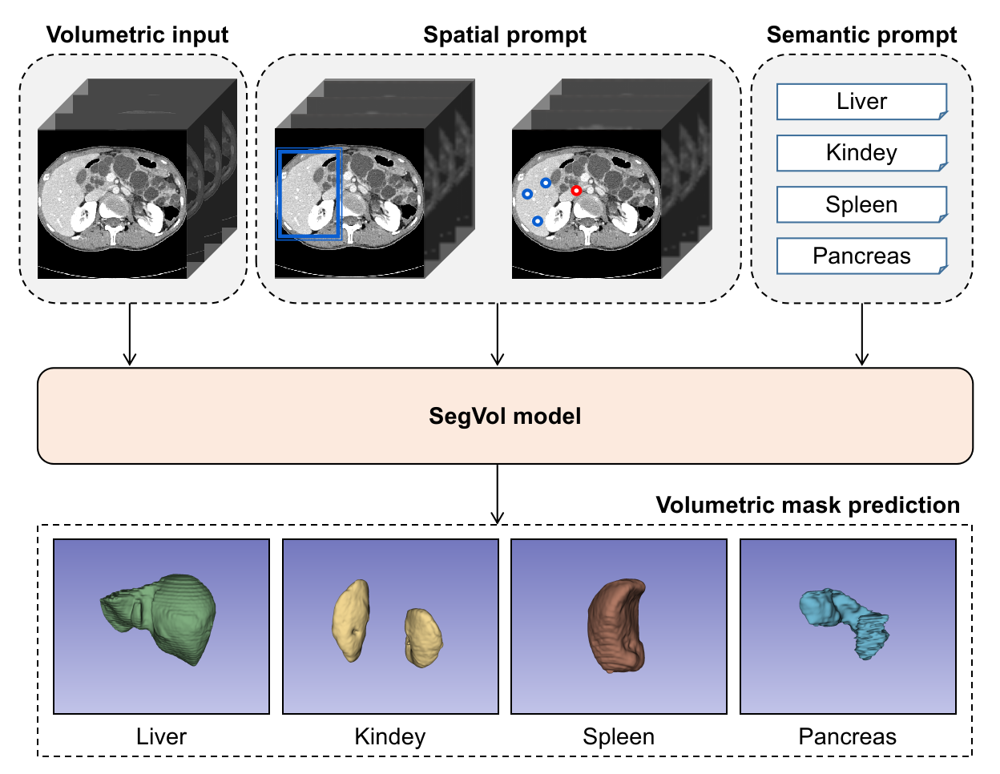 Volumetric input
Spatial prompt
Semantic prompt
Liver
Kindey
Spleen
Pancreas
SegVol model
Volumetric mask prediction
Liver
Kindey
Spleen
Pancreas